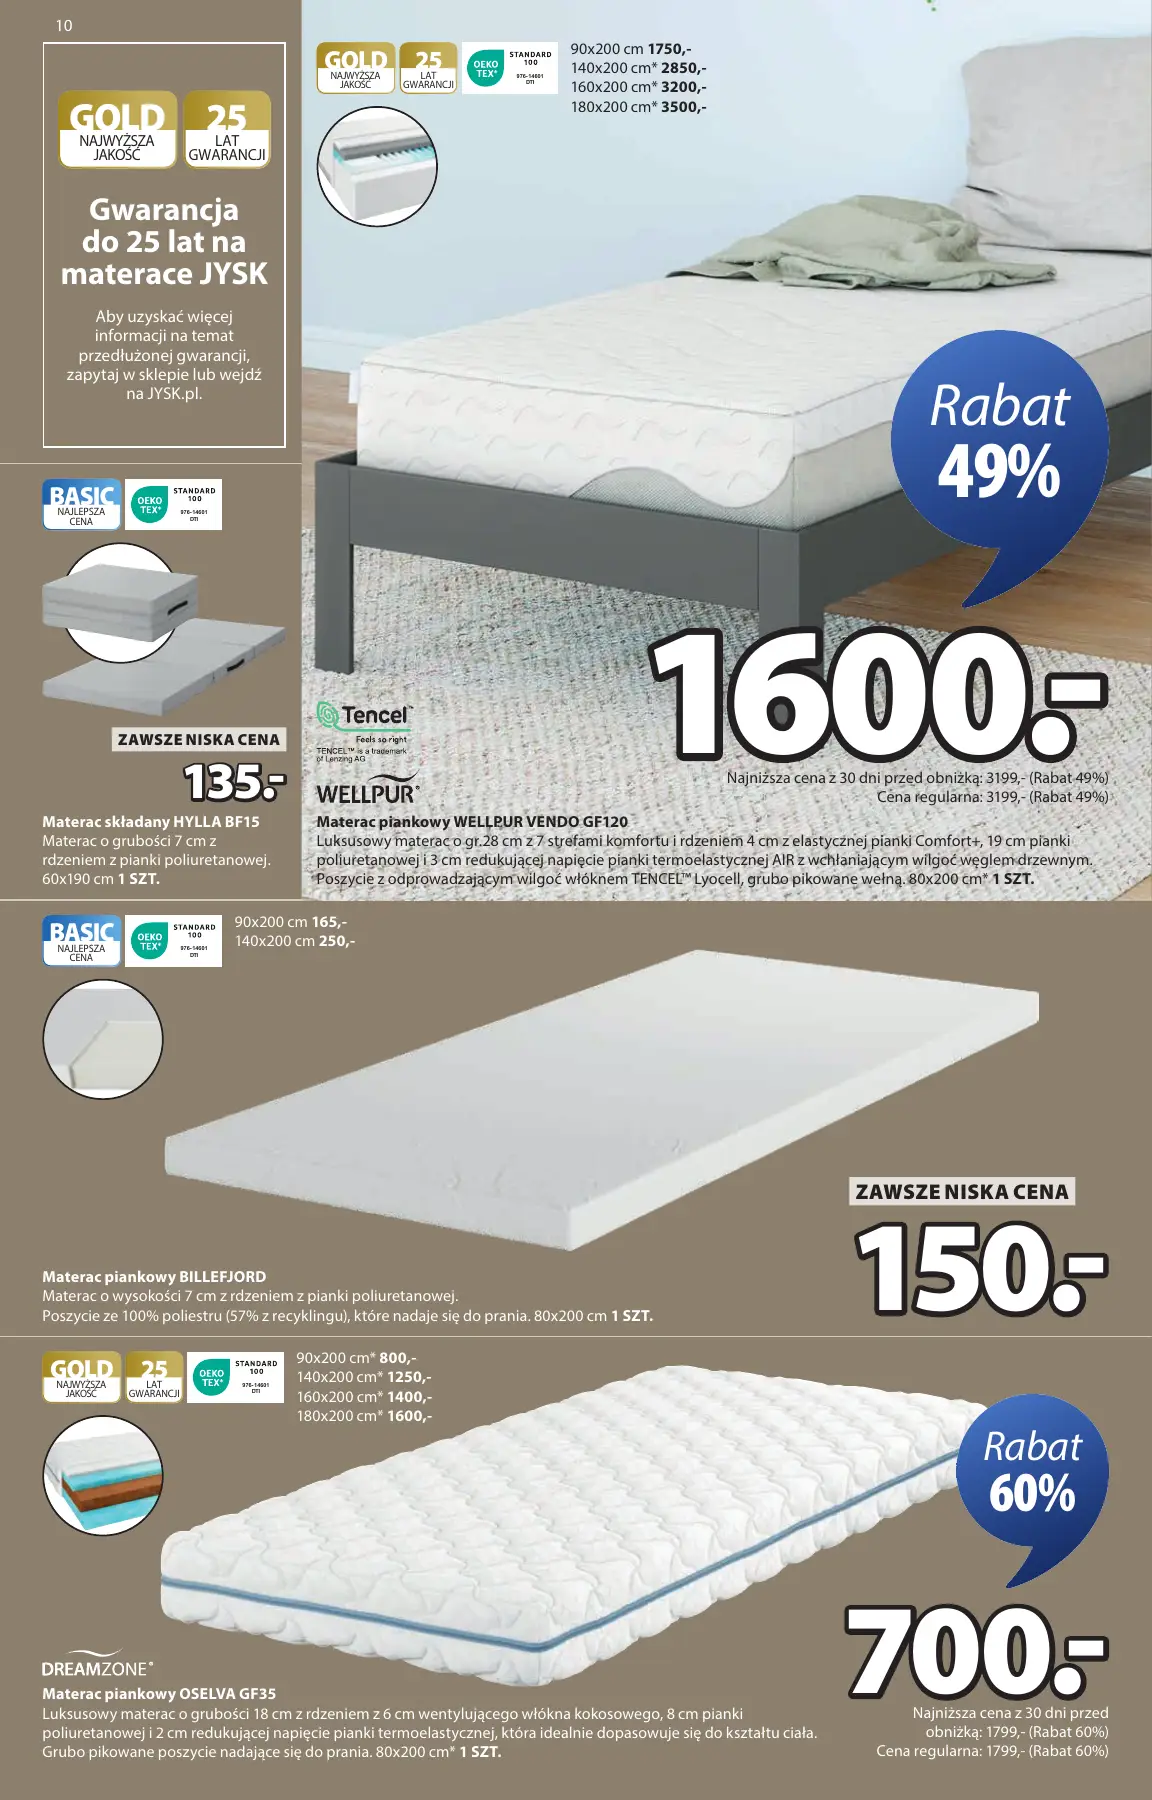 10
GOLD
NAJWYŻSZA
JAKOŚĆ
25
LAT
GWARANCJI
Gwarancja
do 25 lat na
materace JYSK
Aby uzyskać więcej
informacji na temat
przedłużonej gwarancji,
zapytaj w sklepie lub wejdź
na JYSK.pl.
GOLD
NAJWYŻSZA
JAKOŚĆ
25
LAT
GWARANCJI
OEKO
TEX®
STANDARD
100
976-14601
DTI
90x200 cm 1750,-
140x200 cm* 2850,-
160x200 cm* 3200,-
180x200 cm* 3500,-
Rabat
49%
1600.-
Najniższa cena z 30 dni przed obniżką: 3199,- (Rabat 49%)
Cena regularna: 3199,- (Rabat 49%)
Tencel™
Feels so right
TENCEL™ is a trademark
of Lenzing AG
WELLPUR®
Materac piankowy WELLPUR VENDO GF120
Luksusowy materac o gr.28 cm z 7 strefami komfortu i rdzeniem 4 cm z elastycznej pianki Comfort+, 19 cm pianki
poliuretanowej i 3 cm redukującej napięcie pianki termoelastycznej AIR z wchłaniającym wilgoć węglem drzewnym.
Poszycie z odprowadzającym wilgoć włóknem TENCEL™ Lyocell, grubo pikowane wełną. 80x200 cm* 1 SZT.
BASIC
NAJLEPSZA
CENA
OEKO
TEX®
STANDARD
100
976-14601
DTI
ZAWSZE NISKA CENA
135.-
Materac składany HYLLA BF15
Materac o grubości 7 cm z
rdzeniem z pianki poliuretanowej.
60x190 cm 1 SZT.
BASIC
NAJLEPSZA
CENA
OEKO
TEX®
STANDARD
100
976-14601
DTI
90x200 cm 165,-
140x200 cm 250,-
ZAWSZE NISKA CENA
150.-
Materac piankowy BILLEFJORD
Materac o wysokości 7 cm z rdzeniem z pianki poliuretanowej.
Poszycie ze 100% poliestru (57% z recyklingu), które nadaje się do prania. 80x200 cm 1 SZT.
GOLD
NAJWYŻSZA
JAKOŚĆ
25
LAT
GWARANCJI
OEKO
TEX®
STANDARD
100
976-14601
DTI
90x200 cm* 800,-
140x200 cm* 1250,-
160x200 cm* 1400,-
180x200 cm* 1600,-
Rabat
60%
700.-
Najniższa cena z 30 dni przed
obniżką: 1799,- (Rabat 60%)
Cena regularna: 1799,- (Rabat 60%)
DREAMZONE®
Materac piankowy OSELVA GF35
Luksusowy materac o grubości 18 cm z rdzeniem z 6 cm wentylującego włókna kokosowego, 8 cm pianki
poliuretanowej i 2 cm redukującej napięcie pianki termoelastycznej, która idealnie dopasowuje się do kształtu ciała.
Grubo pikowane poszycie nadające się do prania. 80x200 cm* 1 SZT.